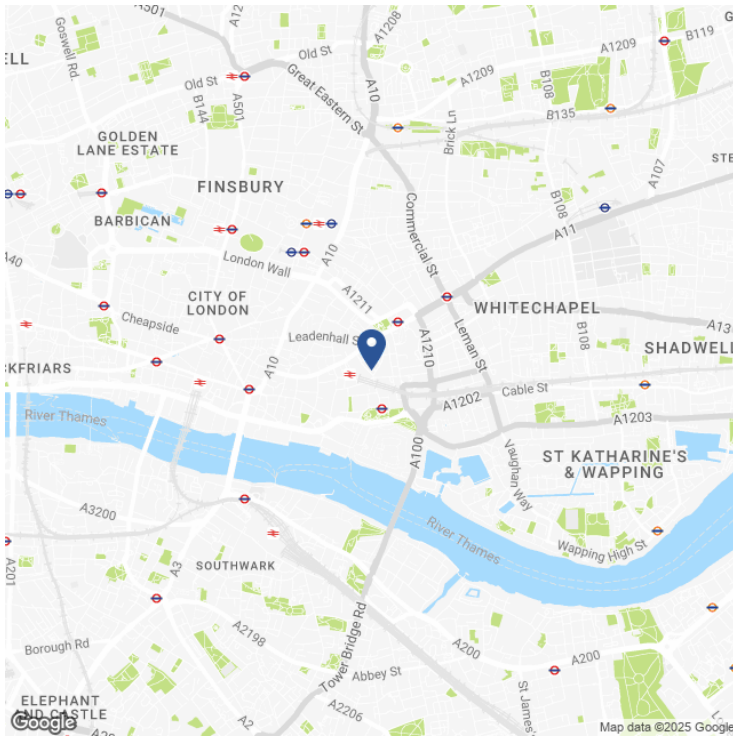 A501
A12
A1208
Goswell Rd.
Old St
A1209
B119
G
ELL
Old St
Great Eastern St
A10
A1209
B108
B144
A501
B135
Brick Ln
GOLDEN
LANE ESTATE
A107
STE
FINSBURY
B108
BARBICAN
Commercial St
A11
A40
London Wall
A10
A1211
CITY OF
LONDON
Cheapside
WHITECHAPEL
B108
A13
Leadenhall S
A1210
Leman St
SHADWELL
CKFRIARS
A10
Cable St
A1202
River Thames
A1203
A100
Vaughan Way
ST KATHARINE'S
& WAPPING
A3200
River Thames
Wapping High St
A201
A3
SOUTHWARK
Tower Bridge Rd
Borough Rd
A2198
A200
A200
Abbey St
St James's
ELEPHANT
AND CASTLE
A2
A2206
Lo
Google
Map data ©2025 Google